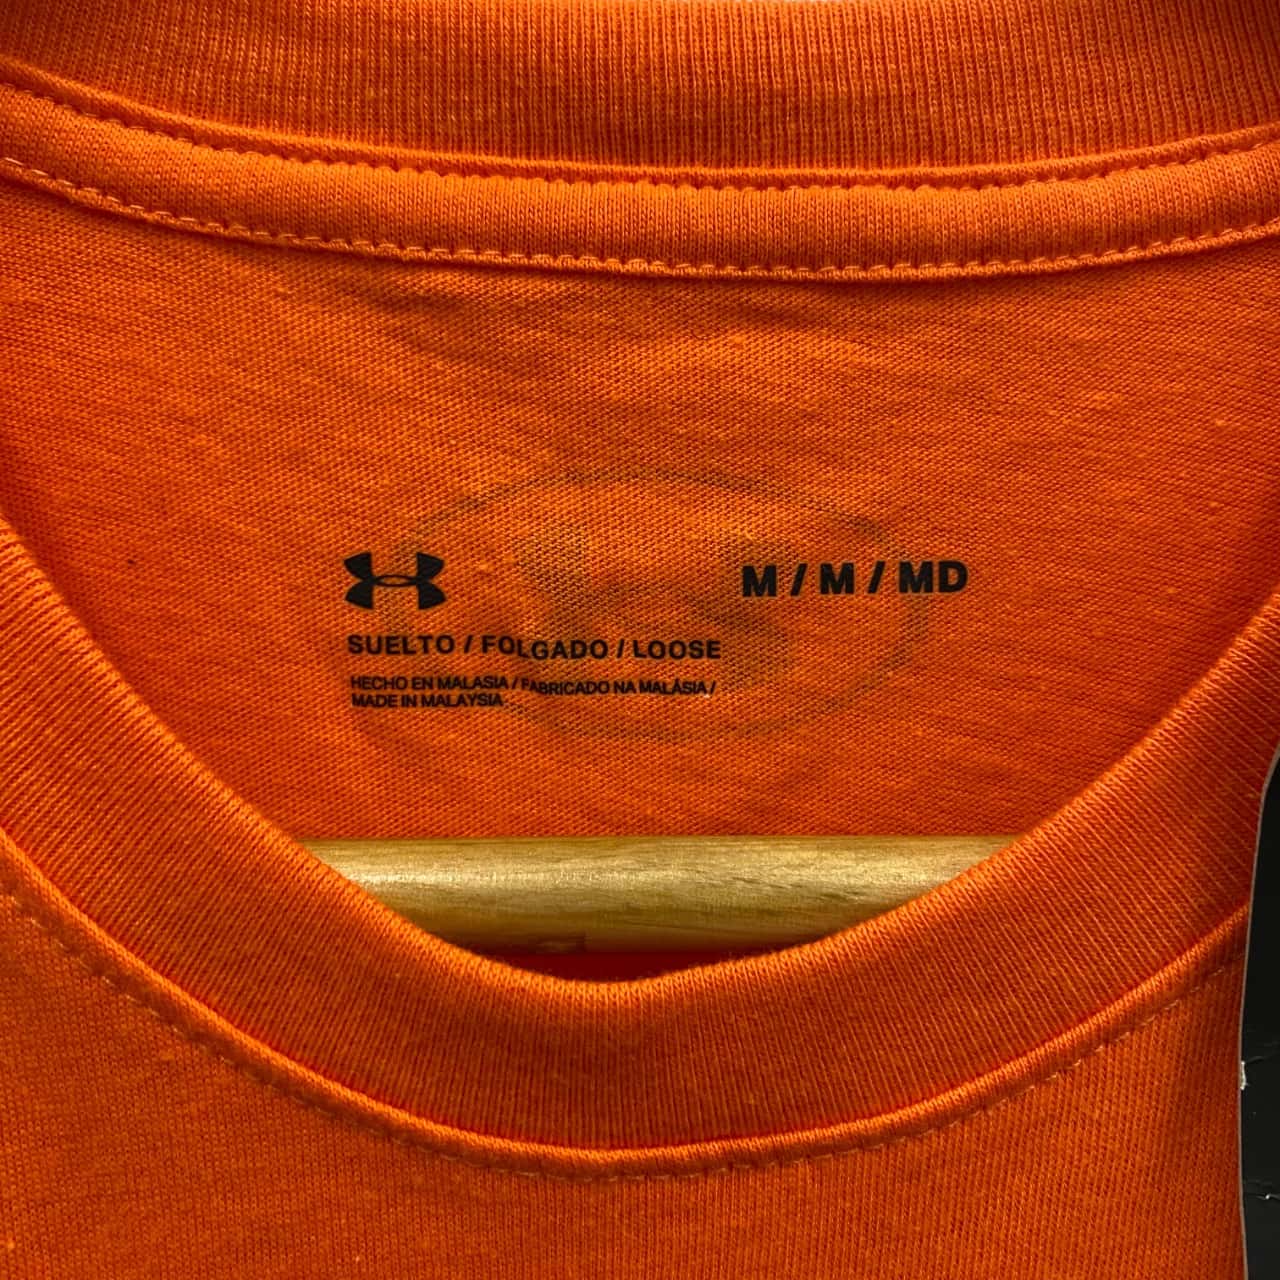 M / M / MD
SUELTO / FOLGADO / LOOSE
HECHO EN MALASIA / FABRICADO NA MALÁSIA /
MADE IN MALAYSIA